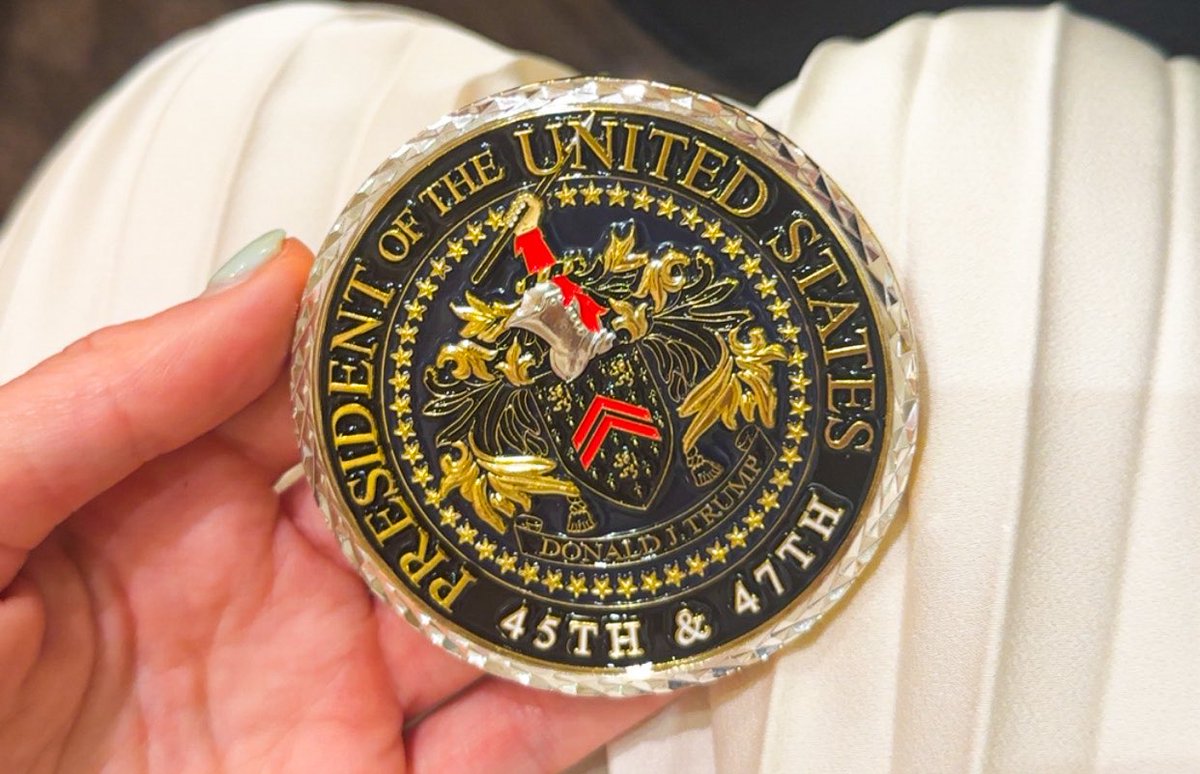 PRESIDENT OF THE UNITED STATES
DONALD J. TRUMP
45TH & 47TH